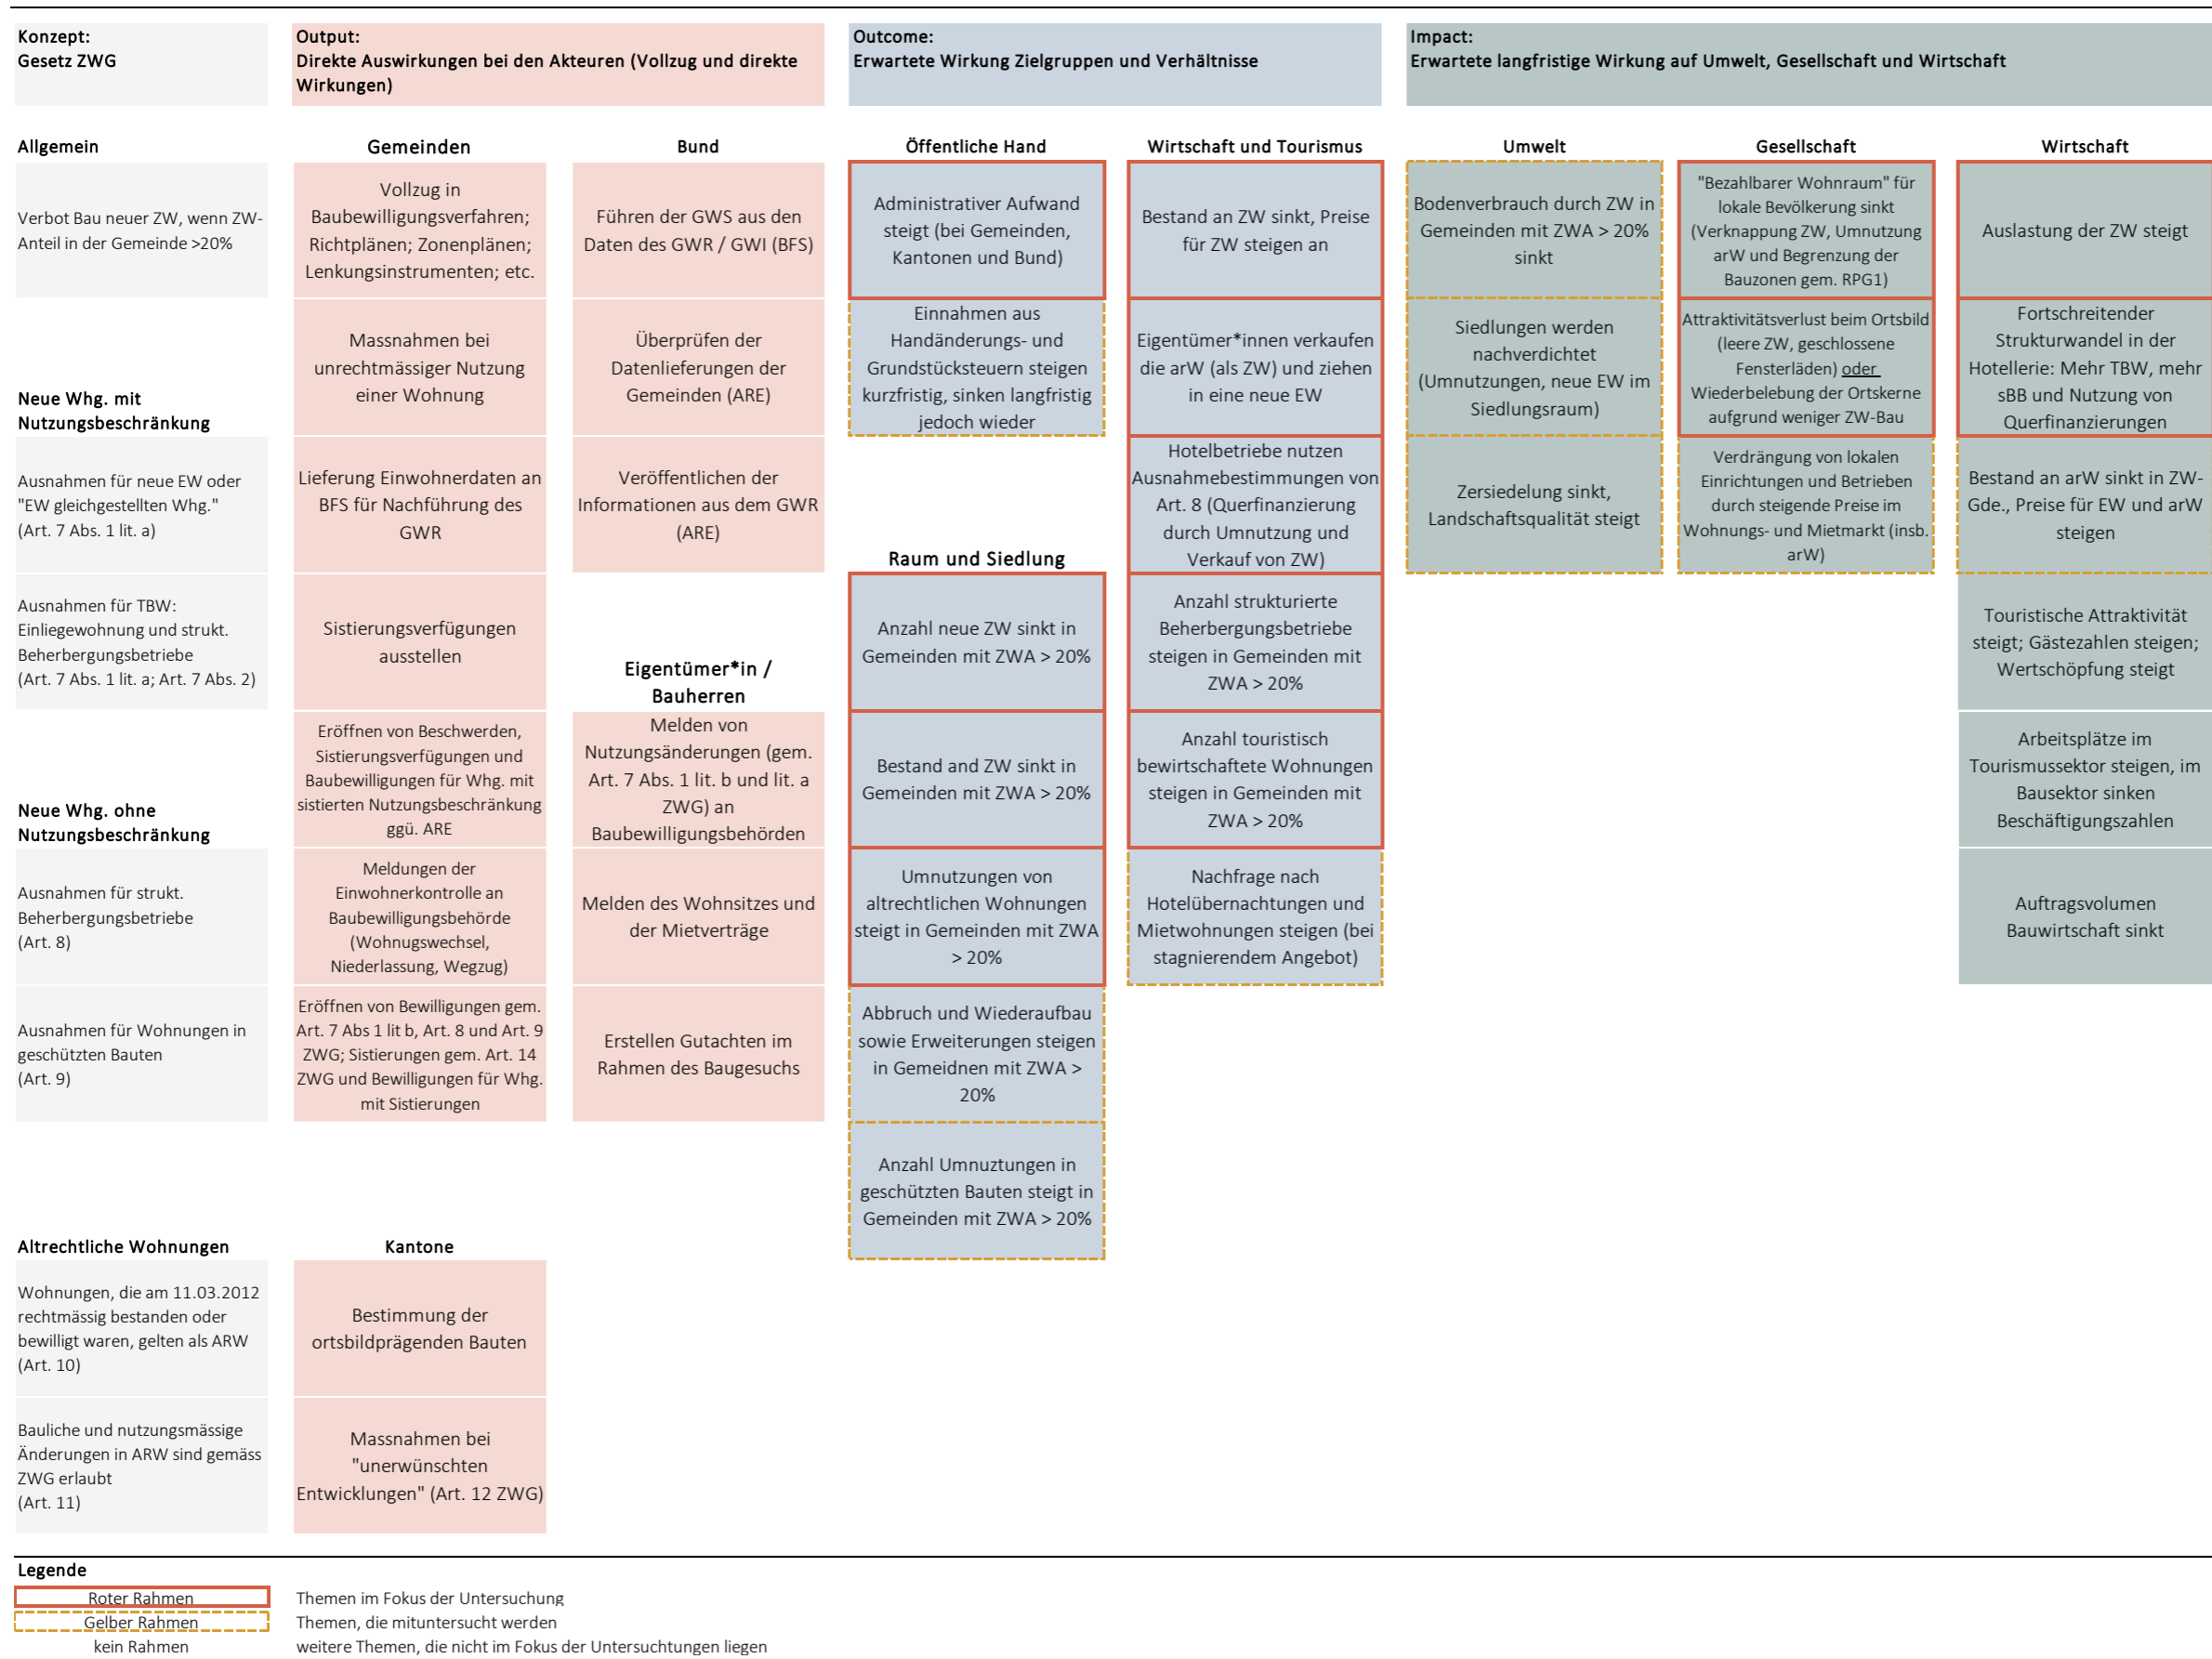 Konzept:
Gesetz ZWG
Output:
Direkte Auswirkungen bei den Akteuren (Vollzug und direkte
Wirkungen)
Outcome:
Erwartete Wirkung Zielgruppen und Verhältnisse
Impact:
Erwartete langfristige Wirkung auf Umwelt, Gesellschaft und Wirtschaft
Allgemein
Verbot Bau neuer ZW, wenn ZW-
Anteil in der Gemeinde >20%
Neue Whg. mit
Nutzungsbeschränkung
Ausnahmen für neue EW oder
"EW gleichgestellten Whg."
(Art. 7 Abs. 1 lit. a)
Ausnahmen für TBW:
Einliegewohnung und strukt.
Beherbergungsbetriebe
(Art. 7 Abs. 1 lit. a; Art. 7 Abs. 2)
Neue Whg. ohne
Nutzungsbeschränkung
Ausnahmen für strukt.
Beherbergungsbetriebe
(Art. 8)
Ausnahmen für Wohnungen in
geschützten Bauten
(Art. 9)
Altrechtliche Wohnungen
Wohnungen, die am 11.03.2012
rechtmässig bestanden oder
bewilligt waren, gelten als ARW
(Art. 10)
Bauliche und nutzungsmässige
Änderungen in ARW sind gemäss
ZWG erlaubt
(Art. 11)
Gemeinden
Vollzug in
Baubewilligungsverfahren;
Richtplänen; Zonenplänen;
Lenkungsinstrumenten; etc.
Massnahmen bei
unrechtmässiger Nutzung
einer Wohnung
Lieferung Einwohnerdaten an
BFS für Nachführung des
GWR
Sistierungsverfügungen
ausstellen
Eröffnen von Beschwerden,
Sistierungsverfügungen und
Baubewilligungen für Whg. mit
sistierten Nutzungsbeschränkung
ggü. ARE
Meldungen der
Einwohnerkontrolle an
Baubewilligungsbehörde
(Wohnugswechsel,
Niederlassung, Wegzug)
Eröffnen von Bewilligungen gem.
Art. 7 Abs 1 lit b, Art. 8 und Art. 9
ZWG; Sistierungen gem. Art. 14
ZWG und Bewilligungen für Whg.
mit Sistierungen
Kantone
Bestimmung der
ortsbildprägenden Bauten
Massnahmen bei
"unerwünschten
Entwicklungen" (Art. 12 ZWG)
Bund
Führen der GWS aus den
Daten des GWR / GWI (BFS)
Überprüfen der
Datenlieferungen der
Gemeinden (ARE)
Veröffentlichen der
Informationen aus dem GWR
(ARE)
Eigentümer*in /
Bauherren
Melden von
Nutzungsänderungen (gem.
Art. 7 Abs. 1 lit. b und lit. a
ZWG) an
Baubewilligungsbehörden
Melden des Wohnsitzes und
der Mietverträge
Erstellen Gutachten im
Rahmen des Baugesuchs
Öffentliche Hand
Administrativer Aufwand
steigt (bei Gemeinden,
Kantonen und Bund)
Einnahmen aus
Handänderungs- und
Grundstücksteuern steigen
kurzfristig, sinken langfristig
jedoch wieder
Raum und Siedlung
Anzahl neue ZW sinkt in
Gemeinden mit ZWA > 20%
Bestand and ZW sinkt in
Gemeinden mit ZWA > 20%
Umnutzungen von
altrechtlichen Wohnungen
steigt in Gemeinden mit ZWA
> 20%
Abbruch und Wiederaufbau
sowie Erweiterungen steigen
in Gemeidnen mit ZWA >
20%
Anzahl Umnuztungen in
geschützten Bauten steigt in
Gemeinden mit ZWA > 20%
Wirtschaft und Tourismus
Bestand an ZW sinkt, Preise
für ZW steigen an
Eigentümer*innen verkaufen
die arW (als ZW) und ziehen
in eine neue EW
Hotelbetriebe nutzen
Ausnahmebestimmungen von
Art. 8 (Querfinanzierung
durch Umnutzung und
Verkauf von ZW)
Anzahl strukturierte
Beherbergungsbetriebe
steigen in Gemeinden mit
ZWA > 20%
Anzahl touristisch
bewirtschaftete Wohnungen
steigen in Gemeinden mit
ZWA > 20%
Nachfrage nach
Hotelübernachtungen und
Mietwohnungen steigen (bei
stagnierendem Angebot)
Umwelt
Bodenverbrauch durch ZW in
Gemeinden mit ZWA > 20%
sinkt
Siedlungen werden
nachverdichtet
(Umnutzungen, neue EW im
Siedlungsraum)
Zersiedelung sinkt,
Landschaftsqualität steigt
Gesellschaft
"Bezahlbarer Wohnraum" für
lokale Bevölkerung sinkt
(Verknappung ZW, Umnutzung
arW und Begrenzung der
Bauzonen gem. RPG1)
Attraktivitätsverlust beim Ortsbild
(leere ZW, geschlossene
Fensterläden) oder
Wiederbelebung der Ortskerne
aufgrund weniger ZW-Bau
Verdrängung von lokalen
Einrichtungen und Betrieben
durch steigende Preise im
Wohnungs- und Mietmarkt (insb.
arW)
Wirtschaft
Auslastung der ZW steigt
Fortschreitender
Strukturwandel in der
Hotellerie: Mehr TBW, mehr
sBB und Nutzung von
Querfinanzierungen
Bestand an arW sinkt in ZW-
Gde., Preise für EW und arW
steigen
Touristische Attraktivität
steigt; Gästezahlen steigen;
Wertschöpfung steigt
Arbeitsplätze im
Tourismussektor steigen, im
Bausektor sinken
Beschäftigungszahlen
Auftragsvolumen
Bauwirtschaft sinkt
Legende
Roter Rahmen
Themen im Fokus der Untersuchung
Gelber Rahmen
Themen, die mituntersucht werden
kein Rahmen
weitere Themen, die nicht im Fokus der Untersuchtungen liegen